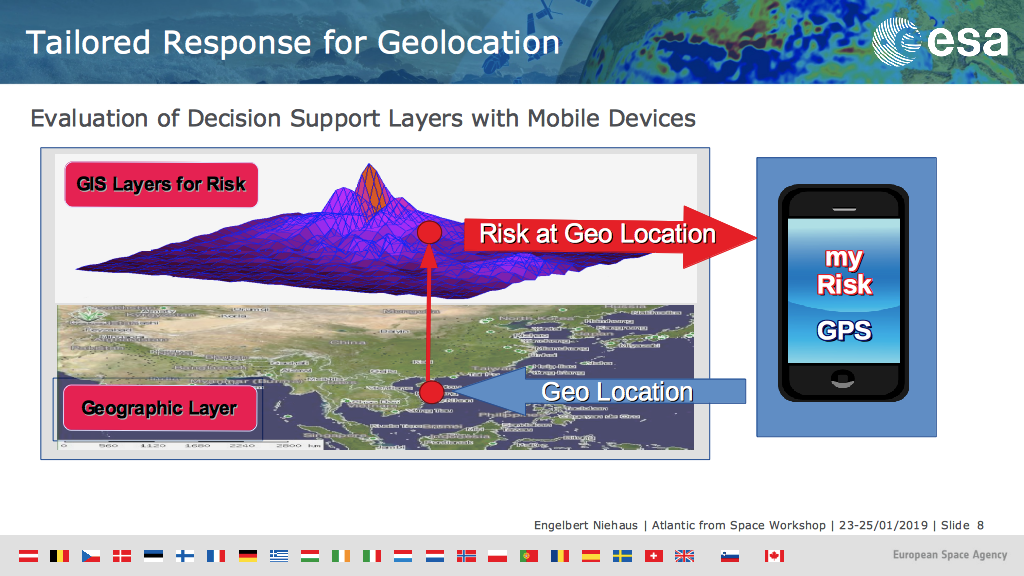 Tailored Response for Geolocation
esa
Evaluation of Decision Support Layers with Mobile Devices
GIS Layers for Risk
Risk at Geo Location
my
Risk
GPS
China
Geo Location
Geographic Layer
0 560 1120 1680 2240 2800 km
Engelbert Niehaus | Atlantic from Space Workshop | 23-25/01/2019 | Slide 8
European Space Agency